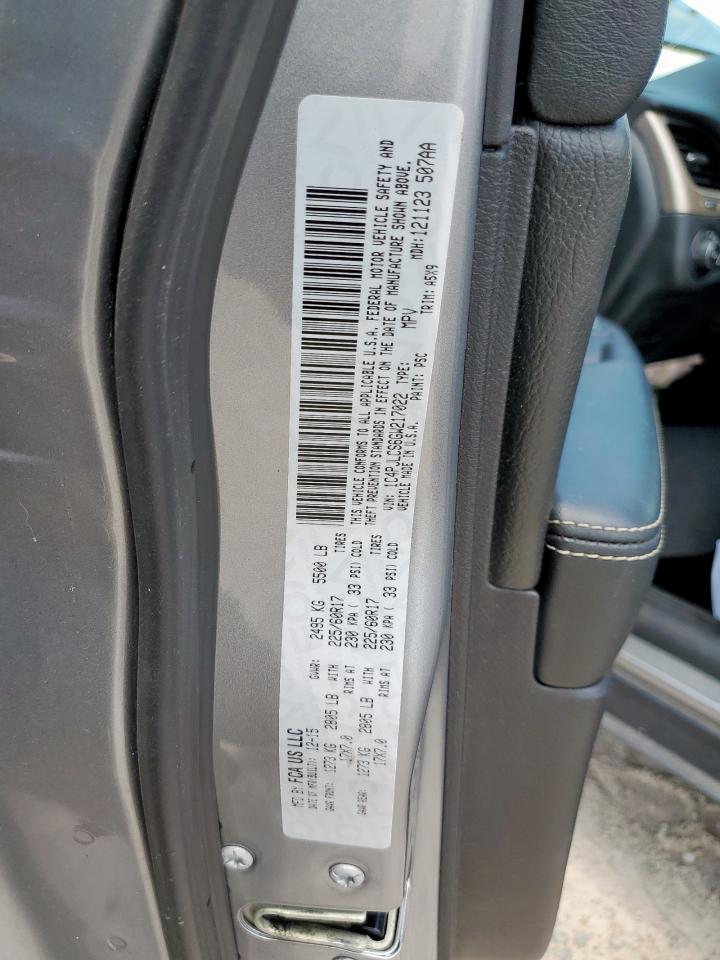 MFD BY: FCA US LLC
DATE OF MFR(BUILT): 12-15 GVWR: 2495 KG 5500 LB
GAWR FRONT: 1273 KG 2805 LB WITH 225/60R17 TIRES
17X7.0 RIMS AT 230 KPA ( 33 PSI) COLD
GAWR REAR: 1273 KG 2805 LB WITH 225/60R17 TIRES
17X7.0 RIMS AT 230 KPA ( 33 PSI) COLD
THIS VEHICLE CONFORMS TO ALL APPLICABLE U.S.A. FEDERAL MOTOR VEHICLE SAFETY AND
THEFT PREVENTION STANDARDS IN EFFECT ON THE DATE OF MANUFACTURE SHOWN ABOVE.
VIN: 1C4PJLCS6GW217022 TYPE: MPV MDH: 121123 507AA
VEHICLE MADE IN U.S.A. PAINT: PSC TRIM: A5X9